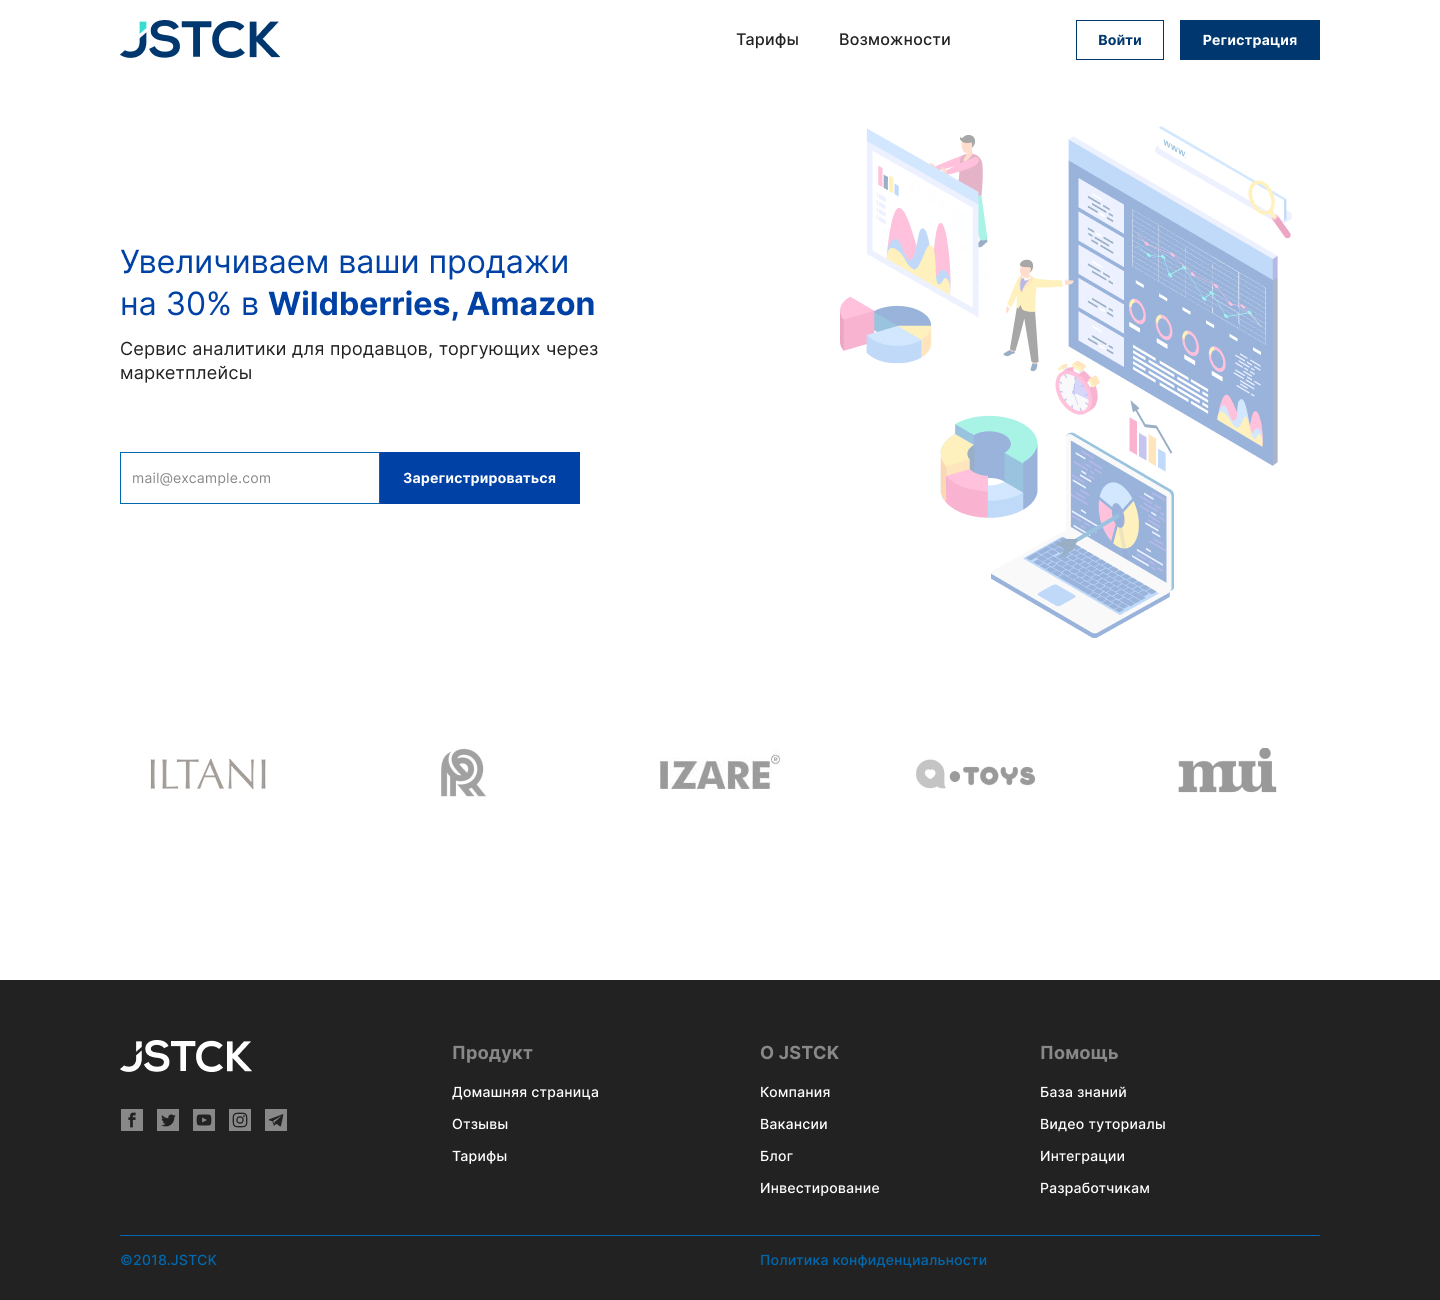 JSTCK
Тарифы
Возможности
Войти
Регистрация
www
Увеличиваем ваши продажи
на 30% в Wildberries, Amazon
Сервис аналитики для продавцов, торгующих через
маркетплейсы
mail@excample.com
Зарегистрироваться
ILTANI
R
IZARE®
a•TOYS
mui
JSTCK
Продукт
Домашняя страница
Отзывы
Тарифы
О JSTCK
Компания
Вакансии
Блог
Инвестирование
Помощь
База знаний
Видео туториалы
Интеграции
Разработчикам
©2018.JSTCK
Политика конфиденциальности